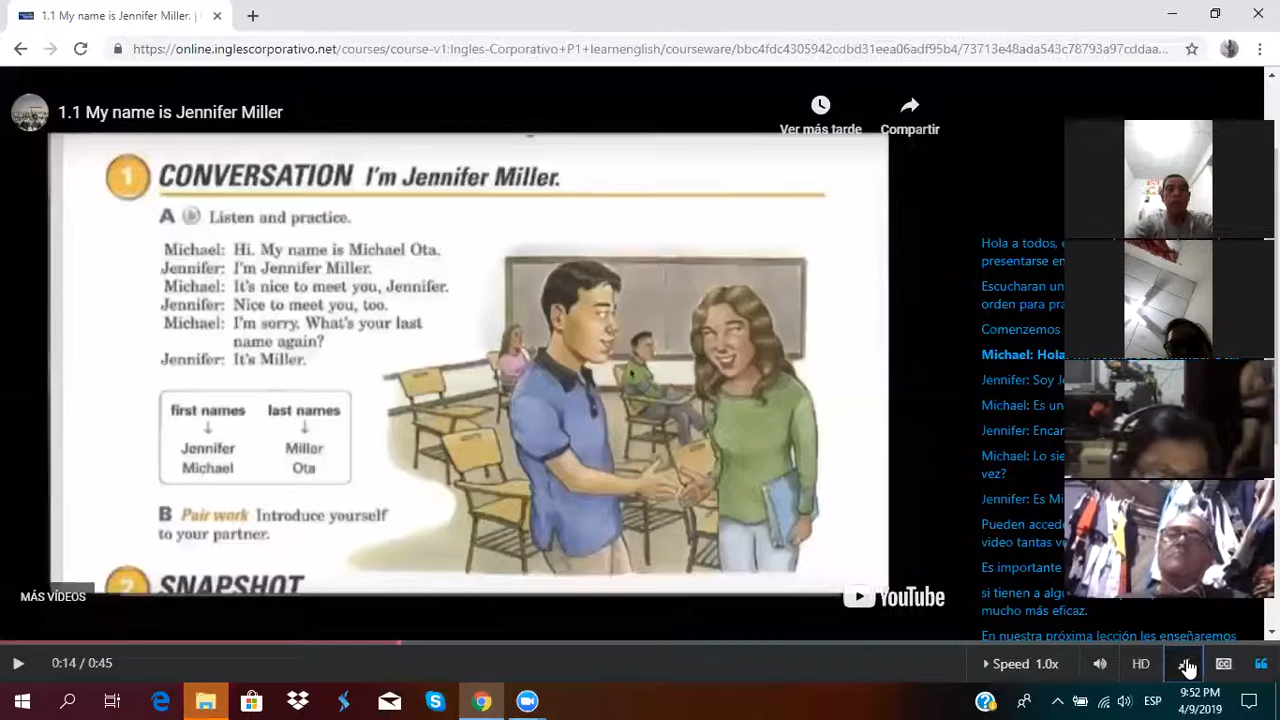 1.1 My name is Jennifer Miller. |
https://online.inglescorporativo.net/courses/course-v1:Ingles-Corporativo+P1+learnenglish/courseware/bbc4fdc4305942cdbd31eea06adf95b4/73713e48ada543c78793a97cddaa...
1.1 My name is Jennifer Miller
Ver más tarde
Compartir
1 CONVERSATION I'm Jennifer Miller.
A Listen and practice.
Michael: Hi. My name is Michael Ota.
Jennifer: I'm Jennifer Miller.
Michael: It's nice to meet you, Jennifer.
Jennifer: Nice to meet you, too.
Michael: I'm sorry. What's your last
name again?
Jennifer: It's Miller.
first names last names
Jennifer Miller
Michael Ota
B Pair work Introduce yourself
to your partner.
2 SNAPSHOT
MÁS VÍDEOS
YouTube
Hola a todos,
presentarse en
Escucharan un
orden para pra
Comenzemos
Michael: Hola
Jennifer: Soy J
Michael: Es un
Jennifer: Encan
Michael: Lo sie
vez?
Jennifer: Es Mi
Pueden accede
video tantas v
Es importante
si tienen a algu
mucho más eficaz.
En nuestra próxima lección les enseñaremos
0:14 / 0:45
Speed 1.0x
HD
CC
ESP
9:52 PM
4/9/2019